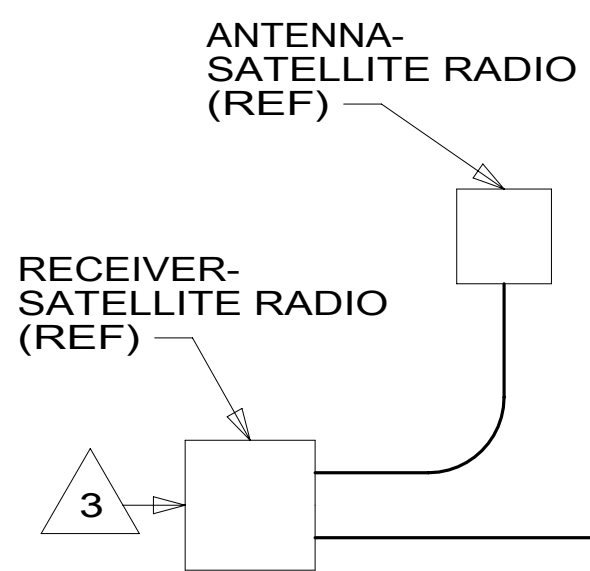 ANTENNA-
SATELLITE RADIO
(REF)
RECEIVER-
SATELLITE RADIO
(REF)
3